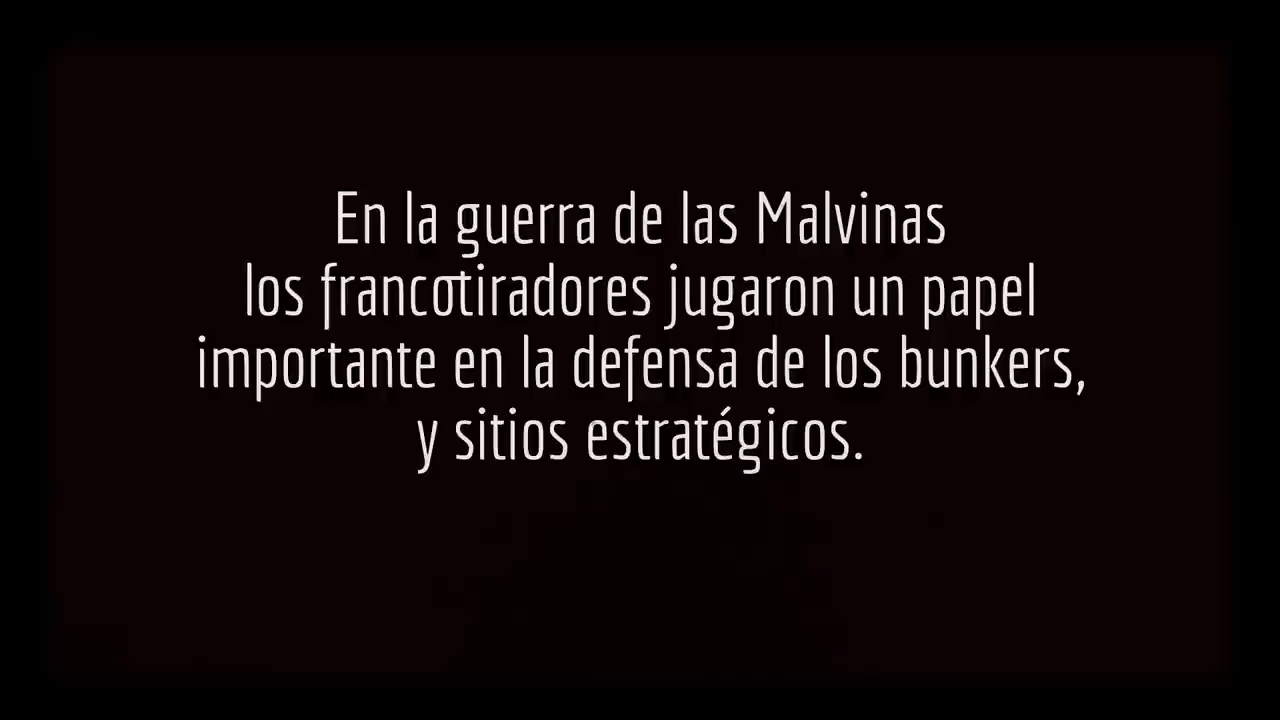 En la guerra de las Malvinas
los francotiradores jugaron un papel
importante en la defensa de los bunkers,
y sitios estratégicos.